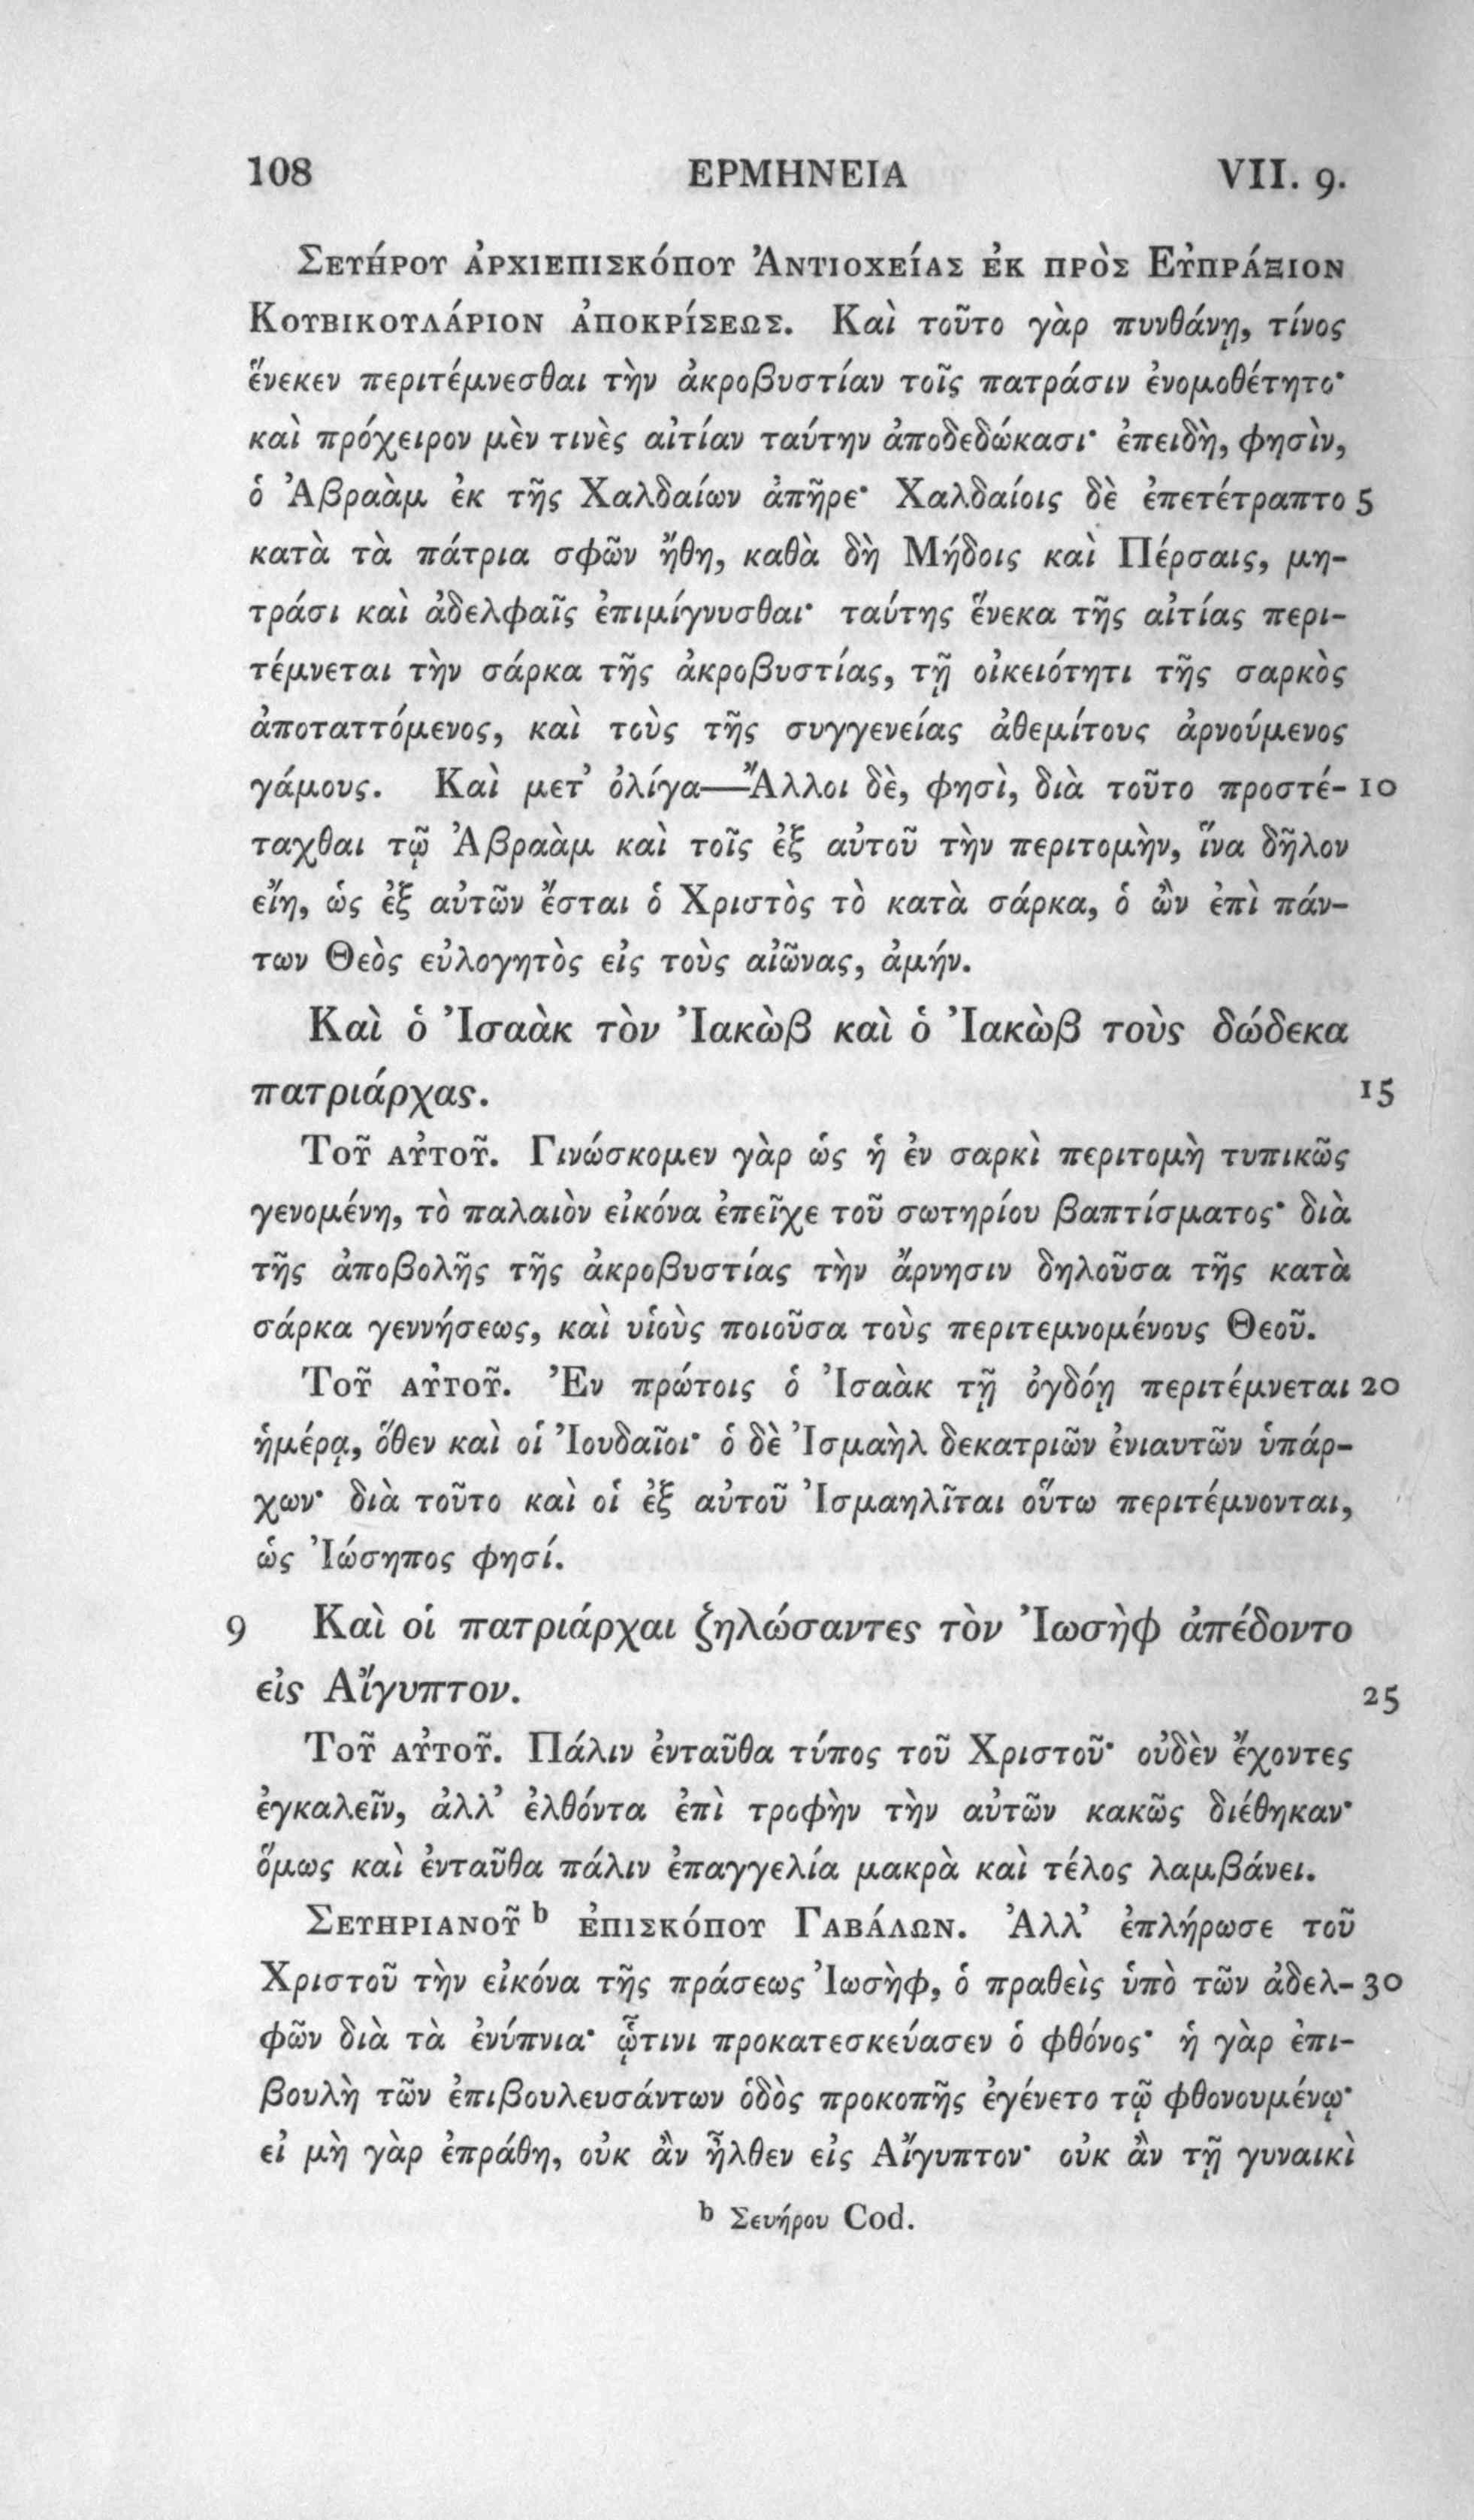 108 ΕΡΜΗΝΕΙΑ VII. 9.
Σευήρου ἀρχιεπισκόπου Ἀντιοχείας ἐκ πρὸς Εὐπράξιον
Κουβικουλάριον ἀποκρίσεως. Καὶ τοῦτο γὰρ πυνθάνῃ, τίνος
ἕνεκεν περιτέμνεσθαι τὴν ἀκροβυστίαν τοῖς πατράσιν ἐνομοθέτητο·
καὶ πρόχειρον μὲν τινὲς αἰτίαν ταύτην ἀποδεδώκασι· ἐπειδὴ, φησὶν,
ὁ Ἀβραὰμ ἐκ τῆς Χαλδαίων ἀπῆρε· Χαλδαίοις δὲ ἐπετέτραπτο 5
κατὰ τὰ πάτρια σφῶν ἤθη, καθὰ δὴ Μήδοις καὶ Πέρσαις, μη-
τράσι καὶ ἀδελφαῖς ἐπιμίγνυσθαι· ταύτης ἕνεκα τῆς αἰτίας περι-
τέμνεται τὴν σάρκα τῆς ἀκροβυστίας, τῇ οἰκειότητι τῆς σαρκὸς
ἀποταττόμενος, καὶ τοὺς τῆς συγγενείας ἀθεμίτους ἀρνούμενος
γάμους. Καὶ μετ’ ὀλίγα—Ἄλλοι δὲ, φησὶ, διὰ τοῦτο προστέ- 10
ταχθαι τῷ Ἀβραὰμ καὶ τοῖς ἐξ αὐτοῦ τὴν περιτομὴν, ἵνα δῆλον
εἴη, ὡς ἐξ αὐτῶν ἔσται ὁ Χριστὸς τὸ κατὰ σάρκα, ὁ ὢν ἐπὶ πάν-
των Θεὸς εὐλογητὸς εἰς τοὺς αἰῶνας, ἀμήν.
Καὶ ὁ Ἰσαὰκ τὸν Ἰακὼβ καὶ ὁ Ἰακὼβ τοὺς δώδεκα
πατριάρχας. 15
Τοῦ αὐτοῦ. Γινώσκομεν γὰρ ὡς ἡ ἐν σαρκὶ περιτομὴ τυπικῶς
γενομένη, τὸ παλαιὸν εἰκόνα ἐπεῖχε τοῦ σωτηρίου βαπτίσματος· διὰ
τῆς ἀποβολῆς τῆς ἀκροβυστίας τὴν ἄρνησιν δηλοῦσα τῆς κατὰ
σάρκα γεννήσεως, καὶ υἱοὺς ποιοῦσα τοὺς περιτεμνομένους Θεοῦ.
Τοῦ αὐτοῦ. Ἐν πρώτοις ὁ Ἰσαὰκ τῇ ὀγδόῃ περιτέμνεται 20
ἡμέρᾳ, ὅθεν καὶ οἱ Ἰουδαῖοι· ὁ δὲ Ἰσμαὴλ δεκατριῶν ἐνιαυτῶν ὑπάρ-
χων· διὰ τοῦτο καὶ οἱ ἐξ αὐτοῦ Ἰσμαηλῖται οὕτω περιτέμνονται,
ὡς Ἰώσηπος φησί.
9 Καὶ οἱ πατριάρχαι ζηλώσαντες τὸν Ἰωσὴφ ἀπέδοντο
εἰς Αἴγυπτον. 25
Τοῦ αὐτοῦ. Πάλιν ἐνταῦθα τύπος τοῦ Χριστοῦ· οὐδὲν ἔχοντες
ἐγκαλεῖν, ἀλλ’ ἐλθόντα ἐπὶ τροφὴν τὴν αὐτῶν κακῶς διέθηκαν·
ὅμως καὶ ἐνταῦθα πάλιν ἐπαγγελία μακρὰ καὶ τέλος λαμβάνει.
Σευηριανοῦ b ἐπισκόπου Γαβάλων. Ἀλλ’ ἐπλήρωσε τοῦ
Χριστοῦ τὴν εἰκόνα τῆς πράσεως Ἰωσὴφ, ὁ πραθεὶς ὑπὸ τῶν ἀδελ- 30
φῶν διὰ τὰ ἐνύπνια· ᾧτινι προκατεσκεύασεν ὁ φθόνος· ἡ γὰρ ἐπι-
βουλὴ τῶν ἐπιβουλευσάντων ὁδὸς προκοπῆς ἐγένετο τῷ φθονουμένῳ·
εἰ μὴ γὰρ ἐπράθη, οὐκ ἂν ἦλθεν εἰς Αἴγυπτον· οὐκ ἂν τῇ γυναικὶ
b Σευήρου Cod.